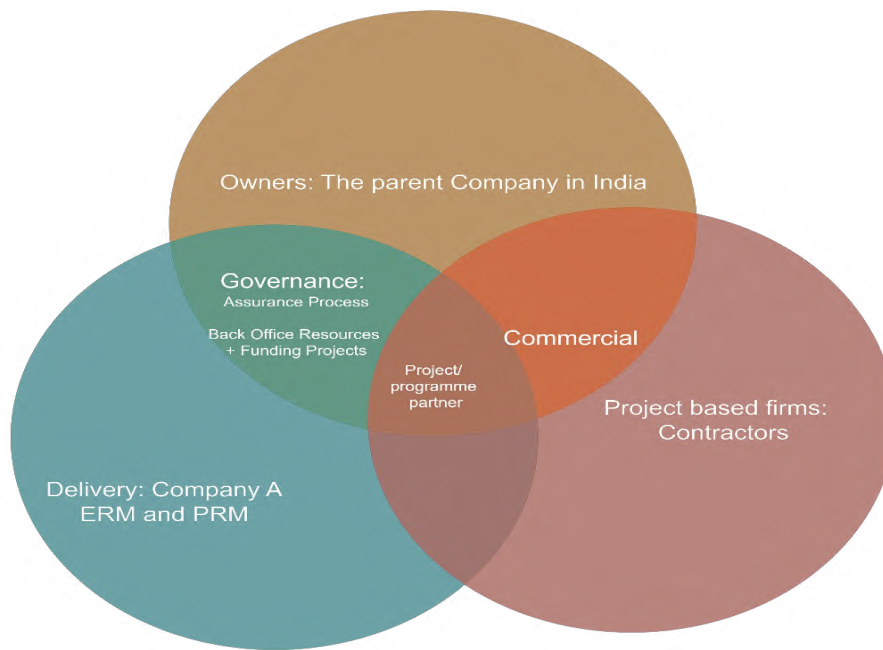 Owners: The parent Company in India
Governance:
Assurance Process
Back Office Resources
+ Funding Projects
Commercial
Project/
programme
partner
Project based firms:
Contractors
Delivery: Company A
ERM and PRM